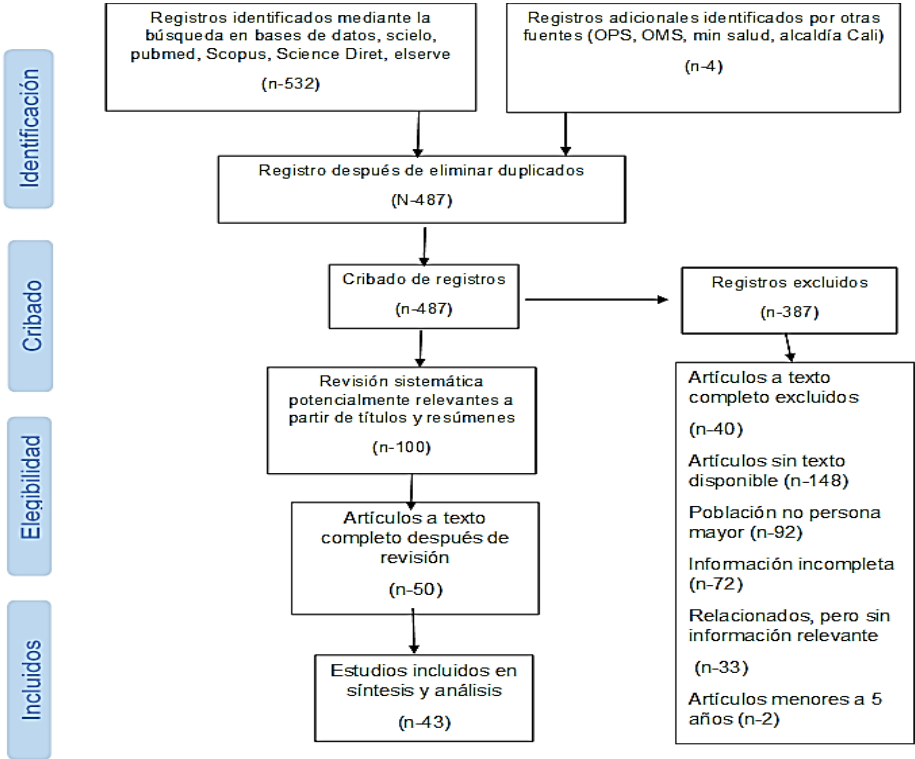 Registros identificados mediante la
búsqueda en bases de datos, scielo,
pubmed, Scopus, Science Diret, elserve
(n-532)
Registros adicionales identificados por otras
fuentes (OPS, OMS, min salud, alcaldía Cali)
(n-4)
Identificación
Registro después de eliminar duplicados
(N-487)
Cribado
Cribado de registros
(n-487)
Registros excluidos
(n-387)
Revisión sistemática
potencialmente relevantes a
partir de títulos y resúmenes
(n-100)
Artículos a texto
completo excluidos
(n-40)
Artículos sin texto
disponible (n-148)
Población no persona
mayor (n-92)
Información incompleta
(n-72)
Relacionados, pero sin
información relevante
(n-33)
Artículos menores a 5
años (n-2)
Elegibilidad
Artículos a texto
completo después de
revisión
(n-50)
Incluidos
Estudios incluidos en
síntesis y análisis
(n-43)